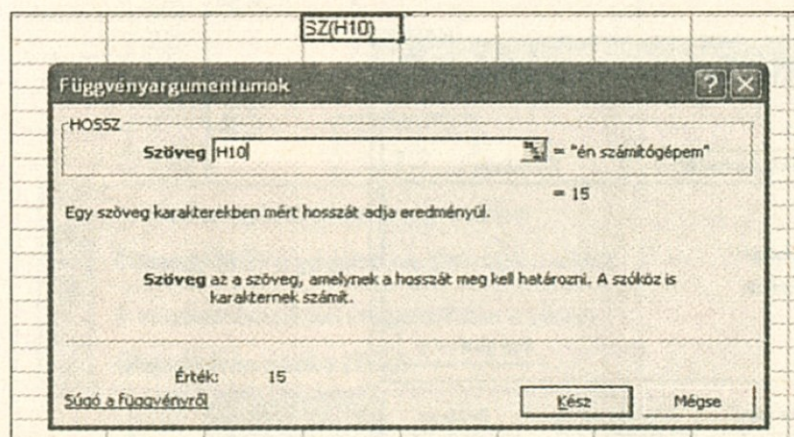 SZ(H10)
Függvényargumentumok
HOSSZ
Szöveg H10 = "én számítógépem"
= 15
Egy szöveg karakterekben mért hosszát adja eredményül.
Szöveg az a szöveg, amelynek a hosszát meg kell határozni. A szóköz is
karakternek számít.
Érték: 15
Súgó a függvényről Kész Mégse